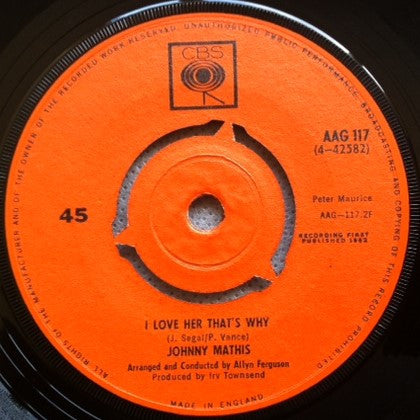 ALL RIGHTS OF THE MANUFACTURER AND OF THE OWNER OF THE RECORDED WORK RESERVED. UNAUTHORIZED PUBLIC PERFORMANCE, BROADCASTING AND COPYING OF THIS RECORD PROHIBITED.
CBS
AAG 117
(4-42582)
Peter Maurice
45
AAG-117.2F
RECORDING FIRST
PUBLISHED 1962
I LOVE HER THAT'S WHY
(J. Segal/P. Vance)
JOHNNY MATHIS
Arranged and Conducted by Allyn Ferguson
Produced by Irv Townsend
MADE IN ENGLAND